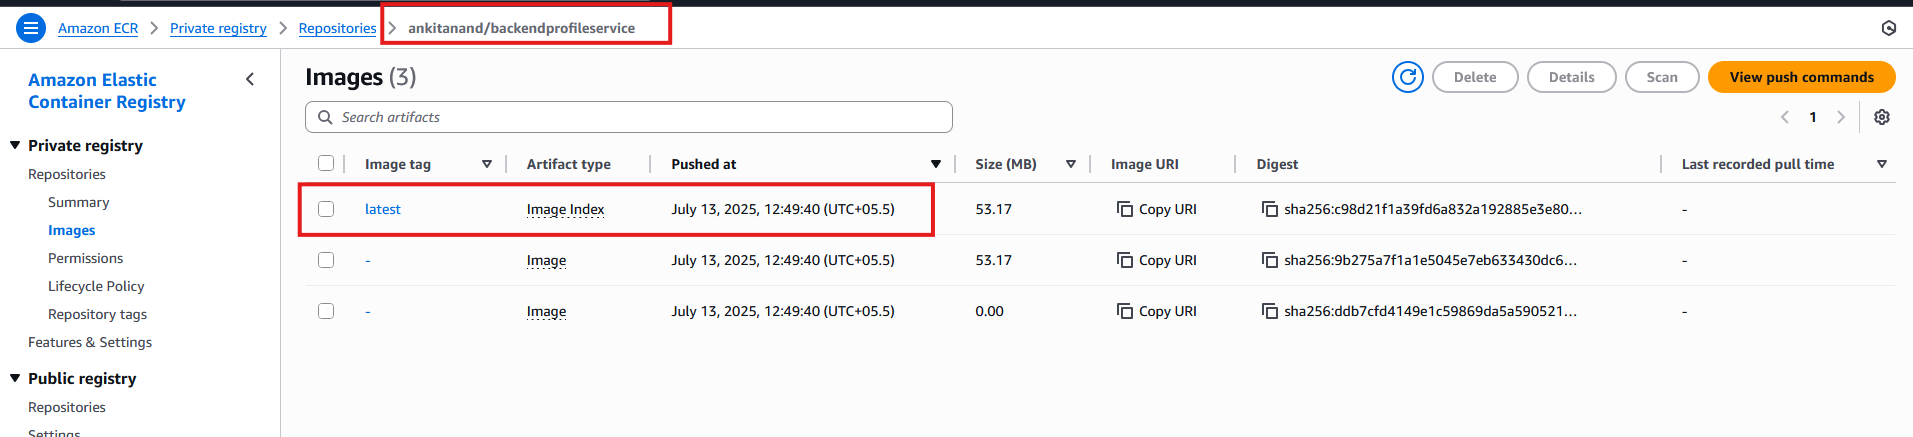 Amazon ECR > Private registry > Repositories > ankitanand/backendprofileservice
Amazon Elastic
Container Registry
Private registry
Repositories
Summary
Images
Permissions
Lifecycle Policy
Repository tags
Features & Settings
Public registry
Repositories
Settings
Images (3)
Delete
Details
Scan
View push commands
Search artifacts
1
Image tag Artifact type Pushed at Size (MB) Image URI Digest Last recorded pull time
latest Image Index July 13, 2025, 12:49:40 (UTC+05.5) 53.17 Copy URI sha256:c98d21f1a39fd6a832a192885e3e80... -
- Image July 13, 2025, 12:49:40 (UTC+05.5) 53.17 Copy URI sha256:9b275a7f1a1e5045e7eb633430dc6... -
- Image July 13, 2025, 12:49:40 (UTC+05.5) 0.00 Copy URI sha256:ddb7cfd4149e1c59869da5a590521... -